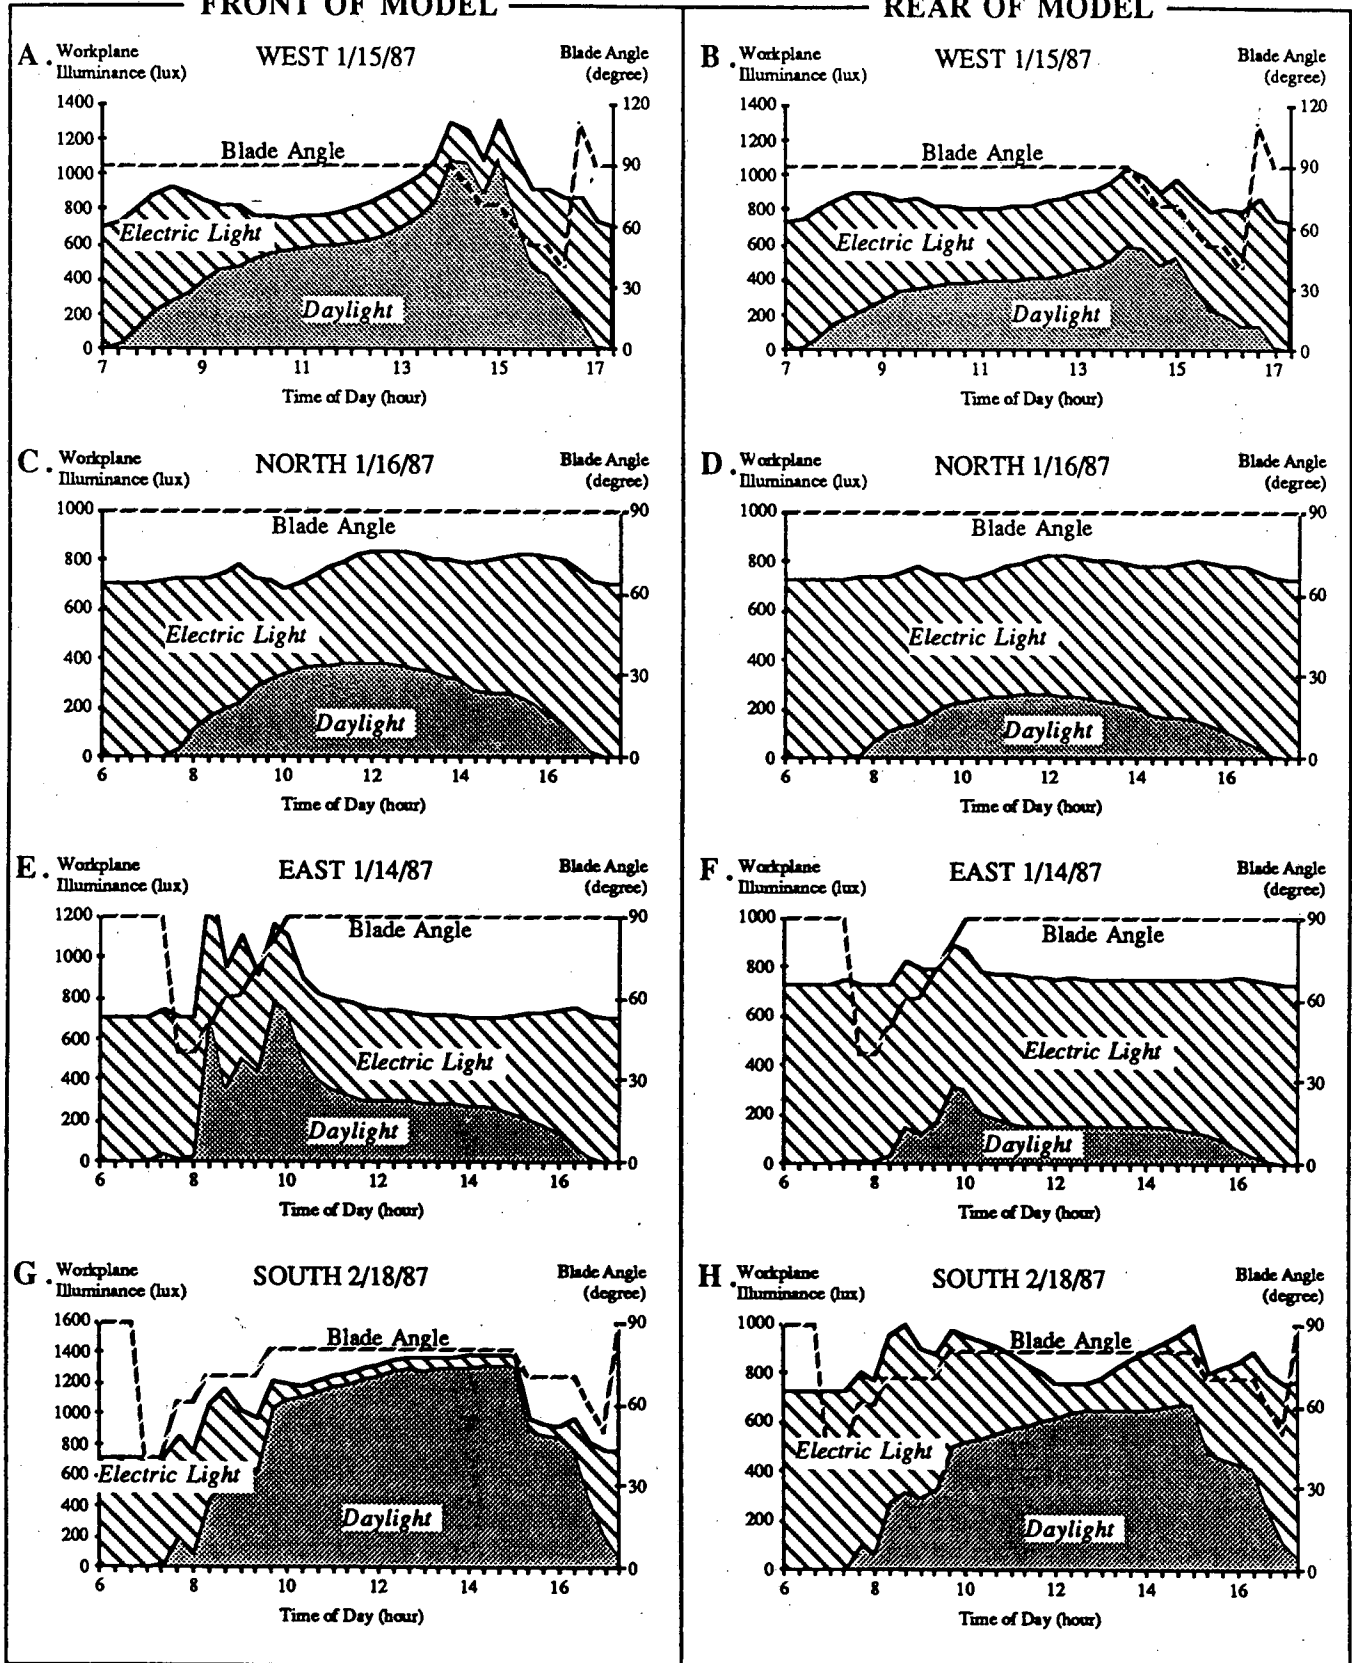 FRONT OF MODEL
REAR OF MODEL
A. Workplane Illuminance (lux)
WEST 1/15/87
Blade Angle (degree)
1400
1200
1000
800
600
400
200
0
120
90
60
30
0
Blade Angle
Electric Light
Daylight
7 9 11 13 15 17
Time of Day (hour)
B. Workplane Illuminance (lux)
WEST 1/15/87
Blade Angle (degree)
1400
1200
1000
800
600
400
200
0
120
90
60
30
0
Blade Angle
Electric Light
Daylight
7 9 11 13 15 17
Time of Day (hour)
C. Workplane Illuminance (lux)
NORTH 1/16/87
Blade Angle (degree)
1000
800
600
400
200
0
90
60
30
0
Blade Angle
Electric Light
Daylight
6 8 10 12 14 16
Time of Day (hour)
D. Workplane Illuminance (lux)
NORTH 1/16/87
Blade Angle (degree)
1000
800
600
400
200
0
90
60
30
0
Blade Angle
Electric Light
Daylight
6 8 10 12 14 16
Time of Day (hour)
E. Workplane Illuminance (lux)
EAST 1/14/87
Blade Angle (degree)
1200
1000
800
600
400
200
0
90
60
30
0
Blade Angle
Electric Light
Daylight
6 8 10 12 14 16
Time of Day (hour)
F. Workplane Illuminance (lux)
EAST 1/14/87
Blade Angle (degree)
1000
800
600
400
200
0
90
60
30
0
Blade Angle
Electric Light
Daylight
6 8 10 12 14 16
Time of Day (hour)
G. Workplane Illuminance (lux)
SOUTH 2/18/87
Blade Angle (degree)
1600
1400
1200
1000
800
600
400
200
0
90
60
30
0
Blade Angle
Electric Light
Daylight
6 8 10 12 14 16
Time of Day (hour)
H. Workplane Illuminance (lux)
SOUTH 2/18/87
Blade Angle (degree)
1000
800
600
400
200
0
90
60
30
0
Blade Angle
Electric Light
Daylight
6 8 10 12 14 16
Time of Day (hour)